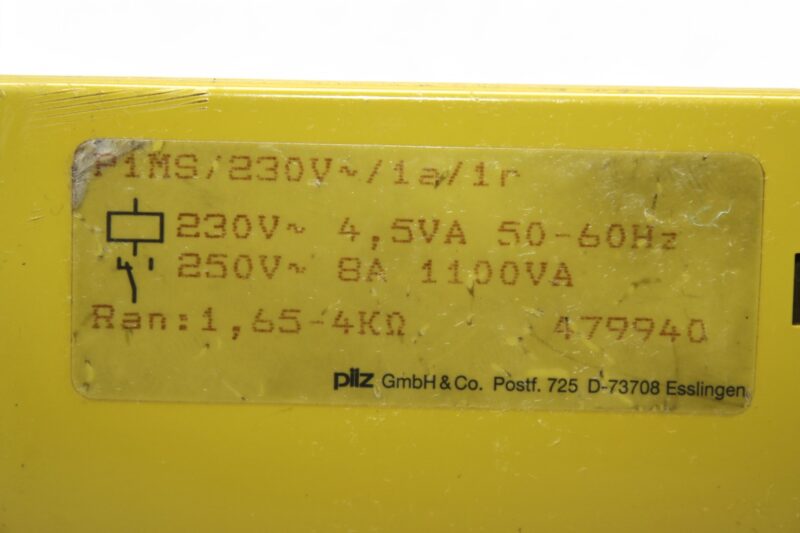 P1MS/230V~/1a/1r
230V~ 4,5VA 50-60Hz
250V~ 8A 1100VA
Ran:1,65-4KΩ 479940
pilz GmbH & Co. Postf. 725 D-73708 Esslingen